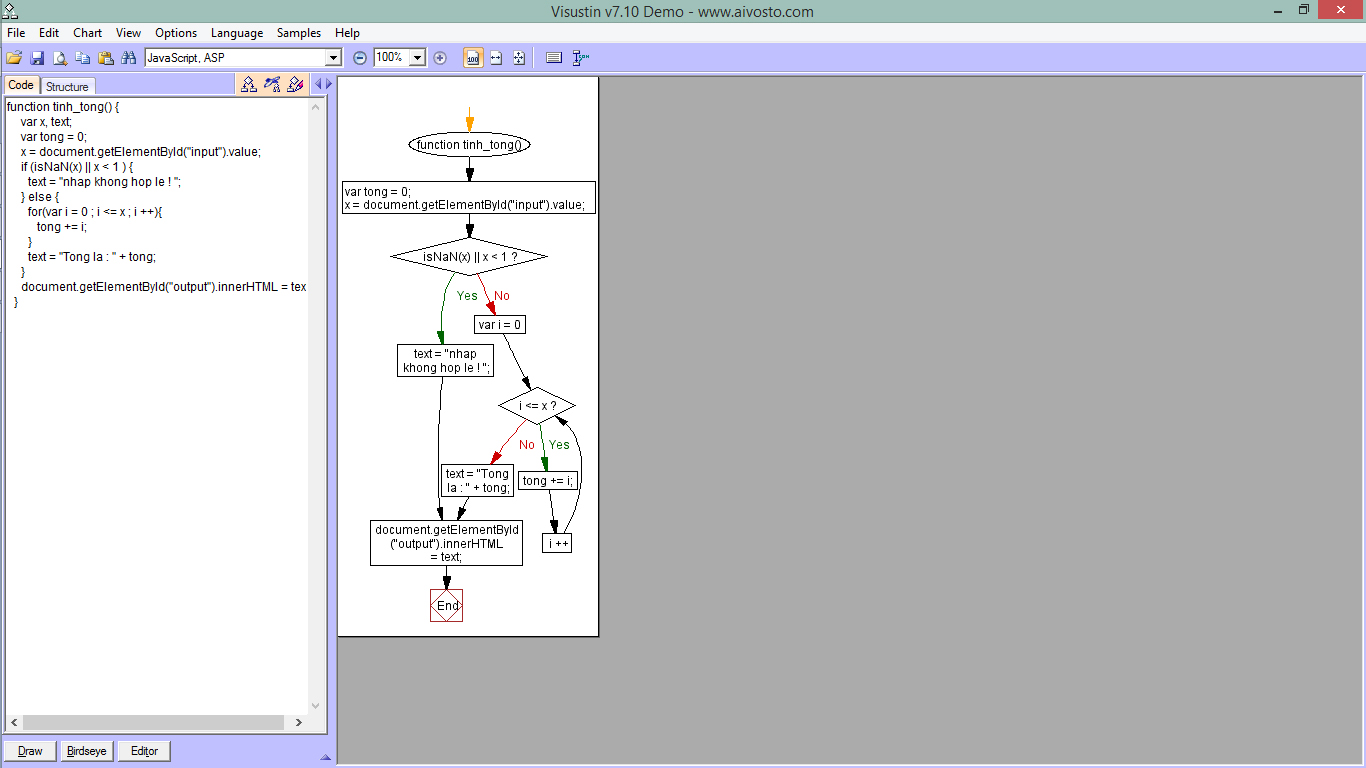 Visustin v7.10 Demo - www.aivosto.com
File Edit Chart View Options Language Samples Help
JavaScript, ASP 100% 100
Code Structure
function tinh_tong() {
var x, text;
var tong = 0;
x = document.getElementById("input").value;
if (isNaN(x) || x < 1 ) {
text = "nhap khong hop le ! ";
} else {
for(var i = 0 ; i <= x ; i ++){
tong += i;
}
text = "Tong la : " + tong;
}
document.getElementById("output").innerHTML = tex
}
Draw Birdseye Editor
function tinh_tong()
var tong = 0;
x = document.getElementById("input").value;
isNaN(x) || x < 1 ?
Yes No
var i = 0
text = "nhap
khong hop le ! ";
i <= x ?
No Yes
text = "Tong
la : " + tong;
tong += i;
document.getElementById
("output").innerHTML
= text;
i ++
End